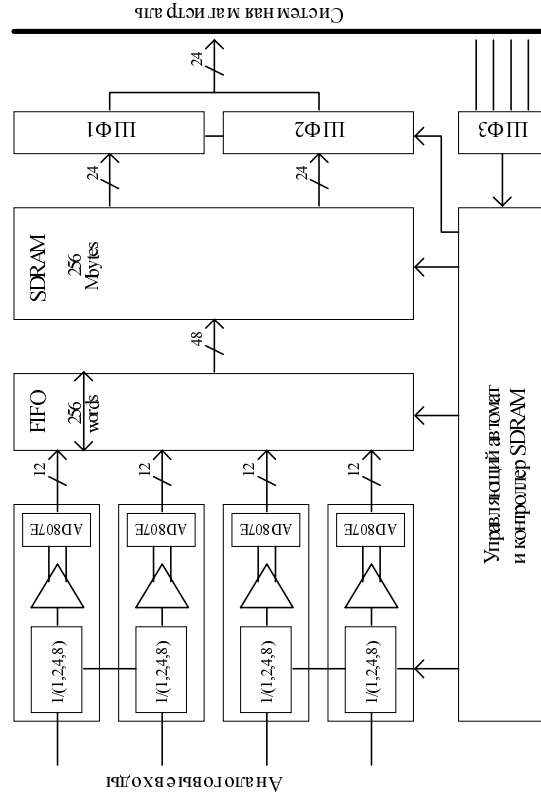 Системная магистраль
24
ШФ1
ШФ2
ШФ3
24
24
SDRAM
256
Mbytes
48
FIFO
256
words
12
12
12
12
AD807E
AD807E
AD807E
AD807E
1/(1,2,4,8)
1/(1,2,4,8)
1/(1,2,4,8)
1/(1,2,4,8)
Управляющий автомат
и контроллер SDRAM
Аналоговые входы